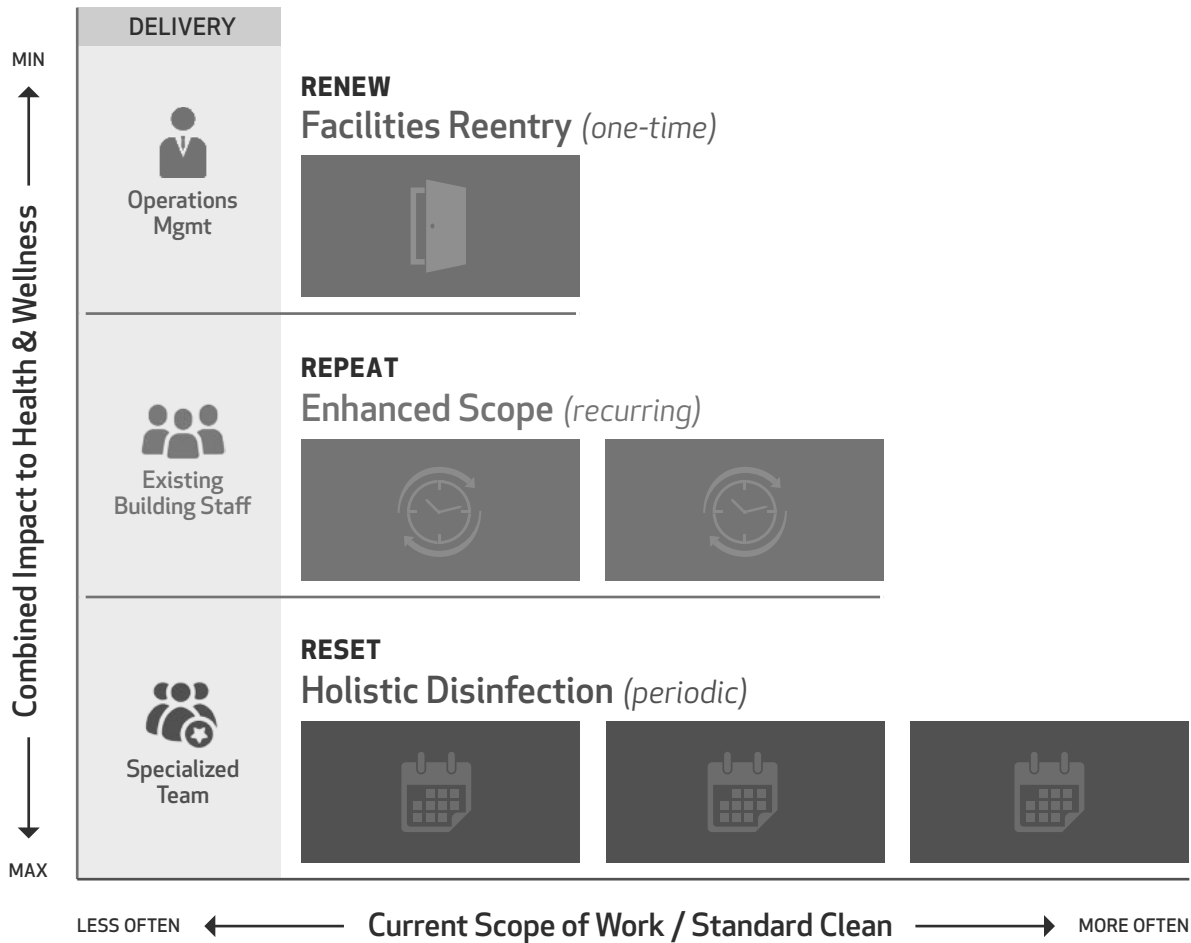 DELIVERY
MIN
Combined Impact to Health & Wellness
MAX
Operations
Mgmt
RENEW
Facilities Reentry (one-time)
Existing
Building Staff
REPEAT
Enhanced Scope (recurring)
Specialized
Team
RESET
Holistic Disinfection (periodic)
LESS OFTEN
Current Scope of Work / Standard Clean
MORE OFTEN